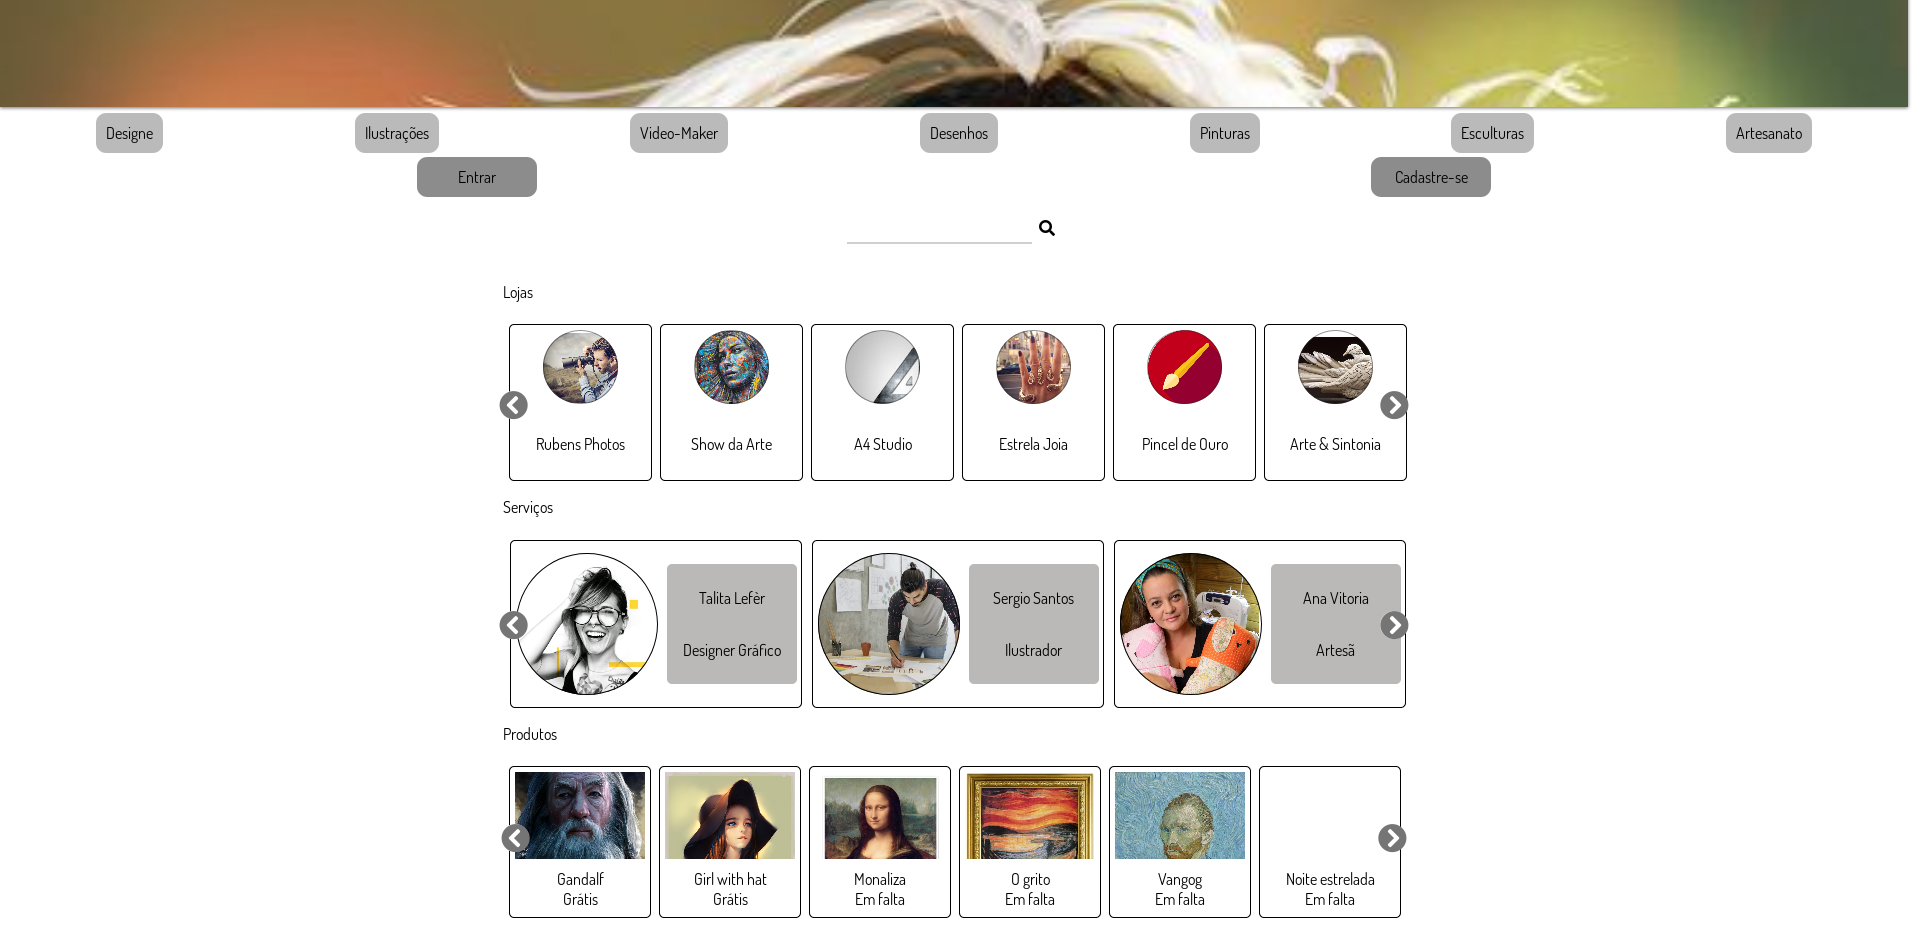 Designe
Ilustrações
Video-Maker
Desenhos
Pinturas
Esculturas
Artesanato
Entrar
Cadastre-se
Lojas
4
Rubens Photos
Show da Arte
A4 Studio
Estrela Joia
Pincel de Ouro
Arte & Sintonia
Serviços
Talita Lefèr
Designer Gráfico
Sergio Santos
Ilustrador
Ana Vitoria
Artesã
Produtos
Gandalf
Grátis
Girl with hat
Grátis
Monaliza
Em falta
O grito
Em falta
Vangog
Em falta
Noite estrelada
Em falta